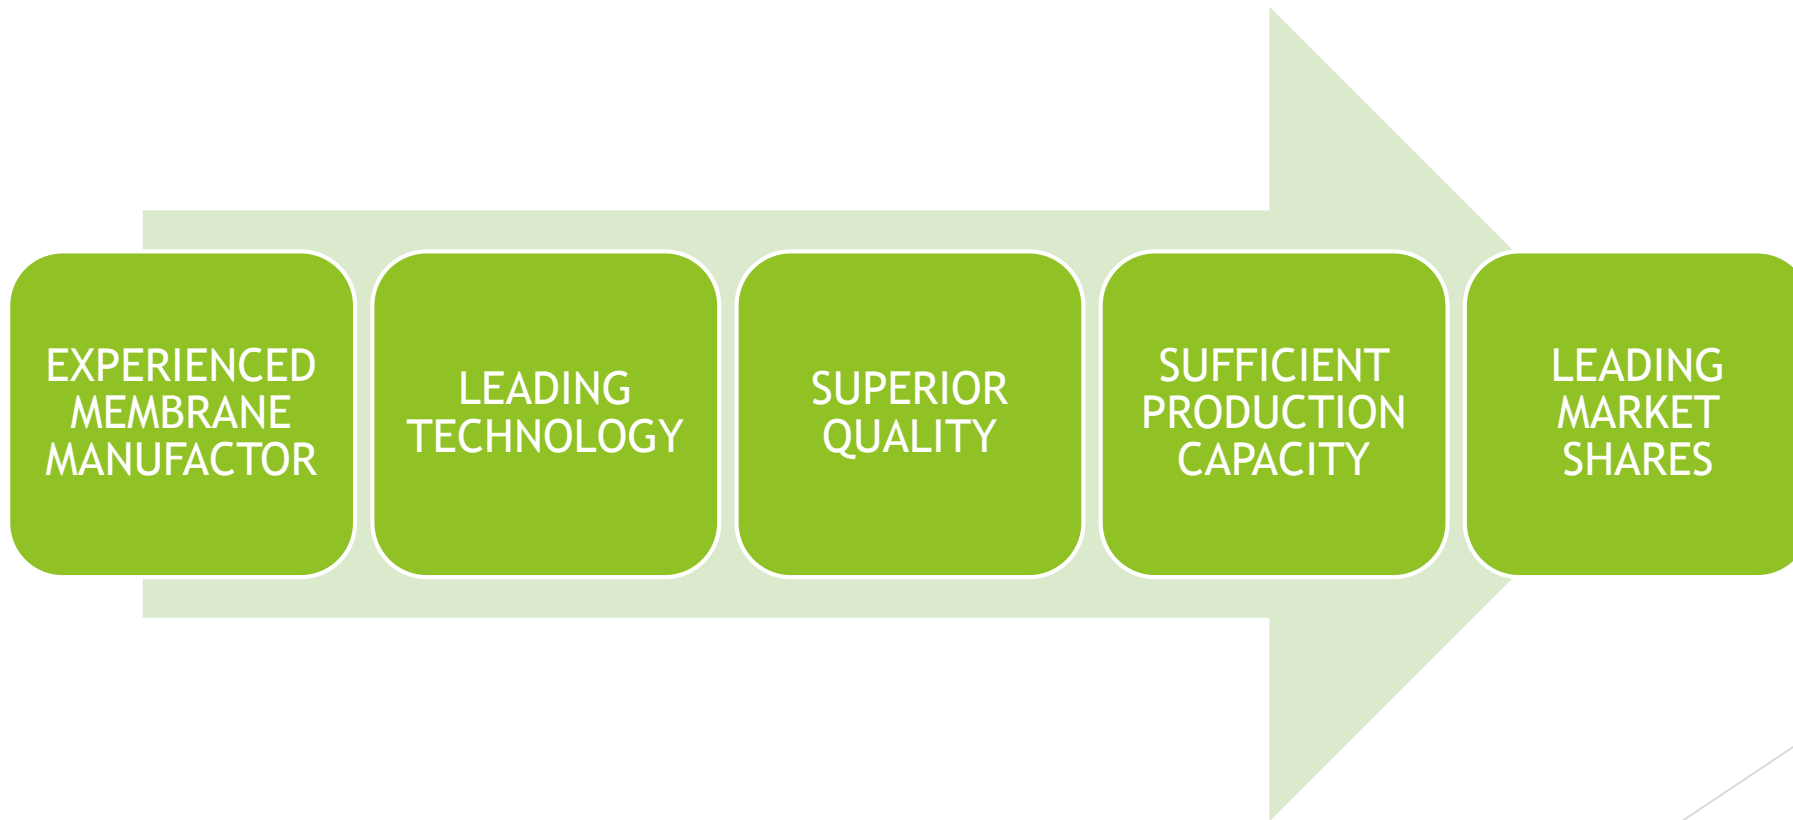 EXPERIENCED
MEMBRANE
MANUFACTOR
LEADING
TECHNOLOGY
SUPERIOR
QUALITY
SUFFICIENT
PRODUCTION
CAPACITY
LEADING
MARKET
SHARES